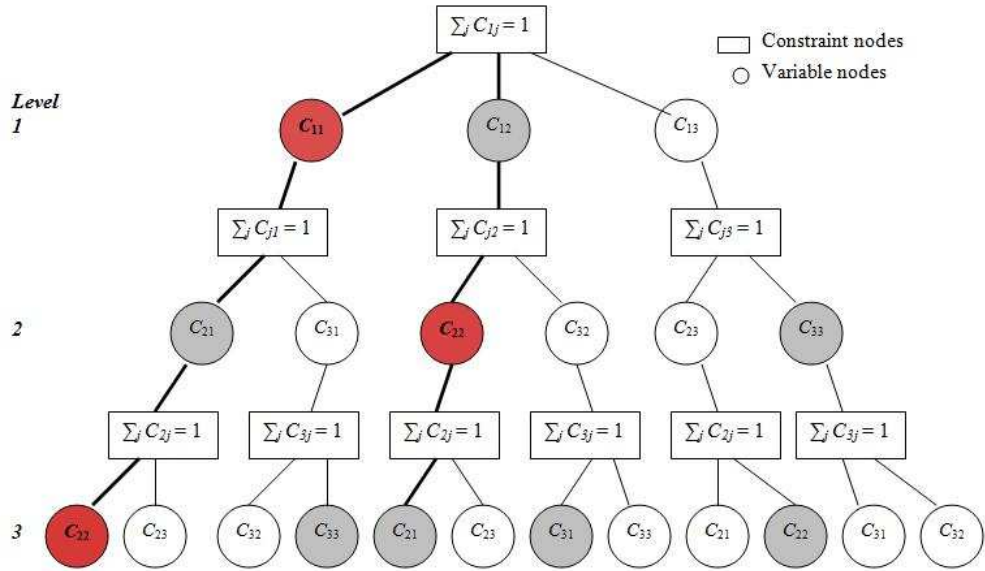 ∑j C1j = 1
Constraint nodes
Variable nodes
Level
1
C11
C12
C13
∑j Cj1 = 1
∑j Cj2 = 1
∑j Cj3 = 1
2
C21
C31
C22
C32
C23
C33
∑j C2j = 1
∑j C3j = 1
∑j C2j = 1
∑j C3j = 1
∑j C2j = 1
∑j C3j = 1
3
C22
C23
C32
C33
C21
C23
C31
C33
C21
C22
C31
C32